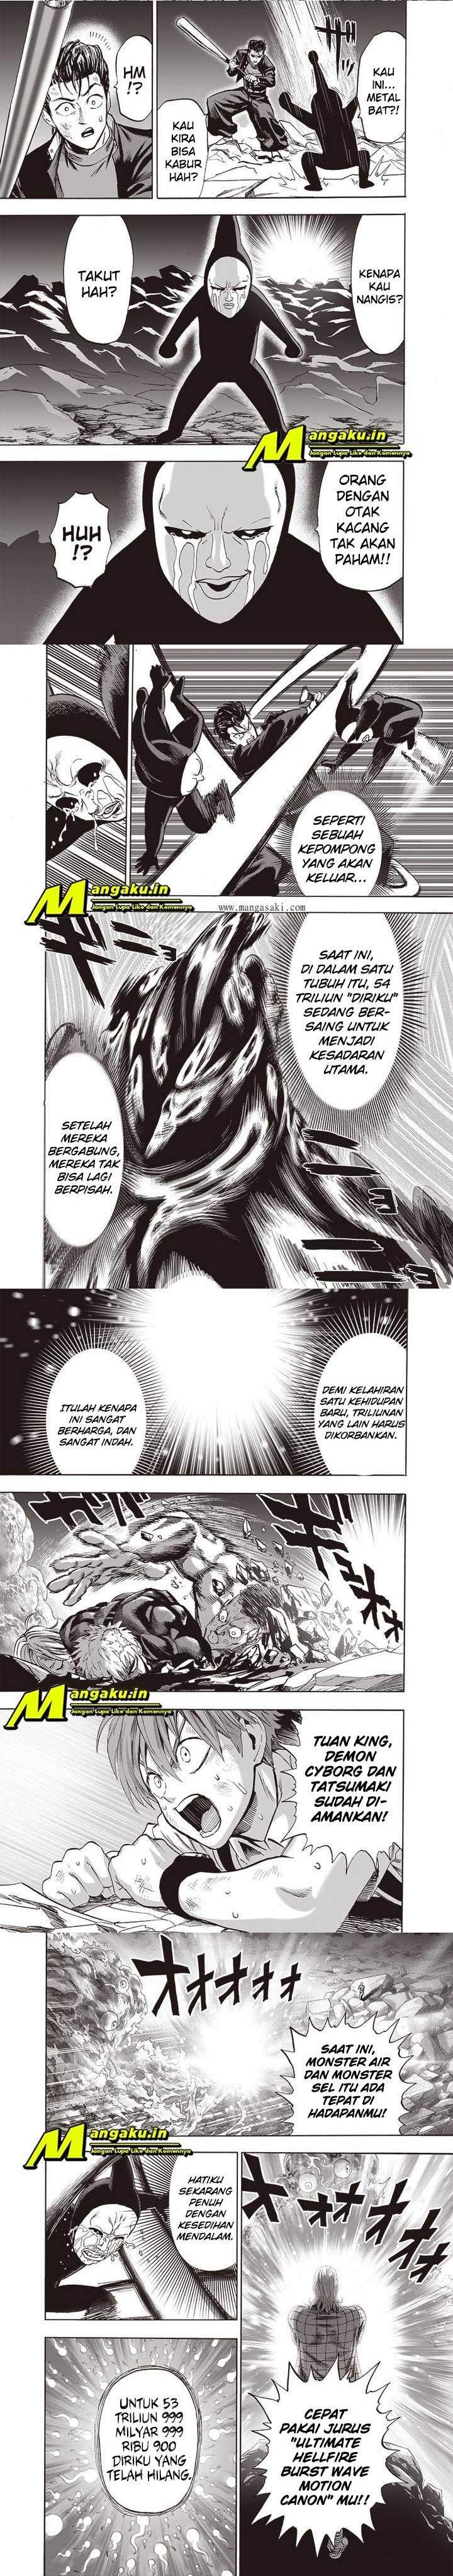 KAU
INI...
METAL
BAT?!
KAU
KIRA
BISA
KABUR
HAH?
HM
!?
KENAPA
KAU
NANGIS?
TAKUT
HAH?
Mangaku.in
Jangan Lupa Like dan Komennya.
ORANG
DENGAN
OTAK
KACANG
TAK AKAN
PAHAM!!
HUH
!?
SEPERTI
SEBUAH
KEPOMPONG
YANG AKAN
KELUAR...
Mangaku.in
Jangan Lupa Like dan Komennya.
www.mangasaki.com
SAAT INI,
DI DALAM SATU
TUBUH ITU, 54
TRILIUN "DIRIKU"
SEDANG BER-
SAING UNTUK
MENJADI
KESADARAN
UTAMA.
SETELAH
MEREKA
BERGABUNG,
MEREKA TAK
BISA LAGI
BERPISAH.
DEMI KELAHIRAN
SATU KEHIDUPAN
BARU, TRILIUNAN
YANG LAIN HARUS
DIKORBANKAN.
ITULAH KENAPA
INI SANGAT
BERHARGA, DAN
SANGAT INDAH.
Mangaku.in
Jangan Lupa Like dan Komennya
TUAN KING,
DEMON
CYBORG DAN
TATSUMAKI
SUDAH DI-
AMANKAN!
オオオオオ
SAAT INI,
MONSTER AIR
DAN MONSTER
SEL ITU ADA
TEPAT DI
HADAPANMU!
Mangaku.in
Jangan Lupa Like dan Komennya.
HATIKU
SEKARANG
PENUH
DENGAN
KESEDIHAN
MENDALAM.
オオオオオ
CEPAT
PAKAI JURUS
"ULTIMATE
HELLFIRE
BURST WAVE
MOTION
CANON" MU!!
UNTUK 53
TRILIUN 999
MILYAR 999
RIBU 900
DIRIKU YANG
TELAH HILANG.